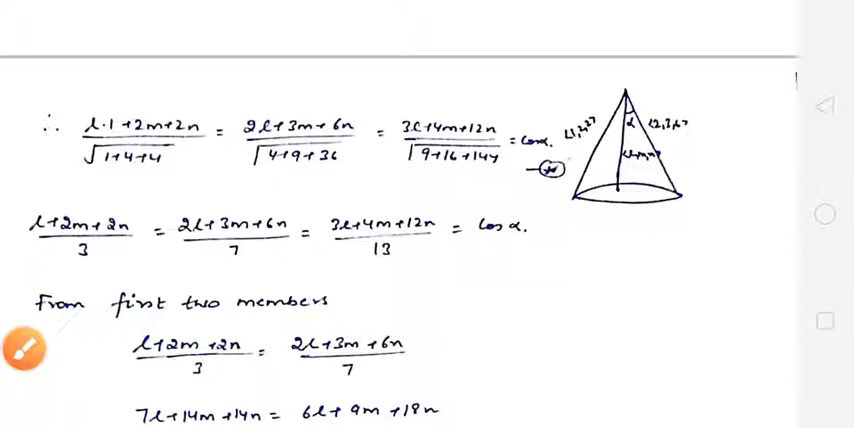 ∴ (l·1+2m+2n)/√(1+4+4) = (2l+3m+6n)/√(4+9+36) = (3l+4m+12n)/√(9+16+144) = cosα.
α
(l+2m+2n)/3 = (2l+3m+6n)/7 = (3l+4m+12n)/13 = cosα.
From first two members
(l+2m+2n)/3 = (2l+3m+6n)/7
7l+14m+14n = 6l+9m+18n